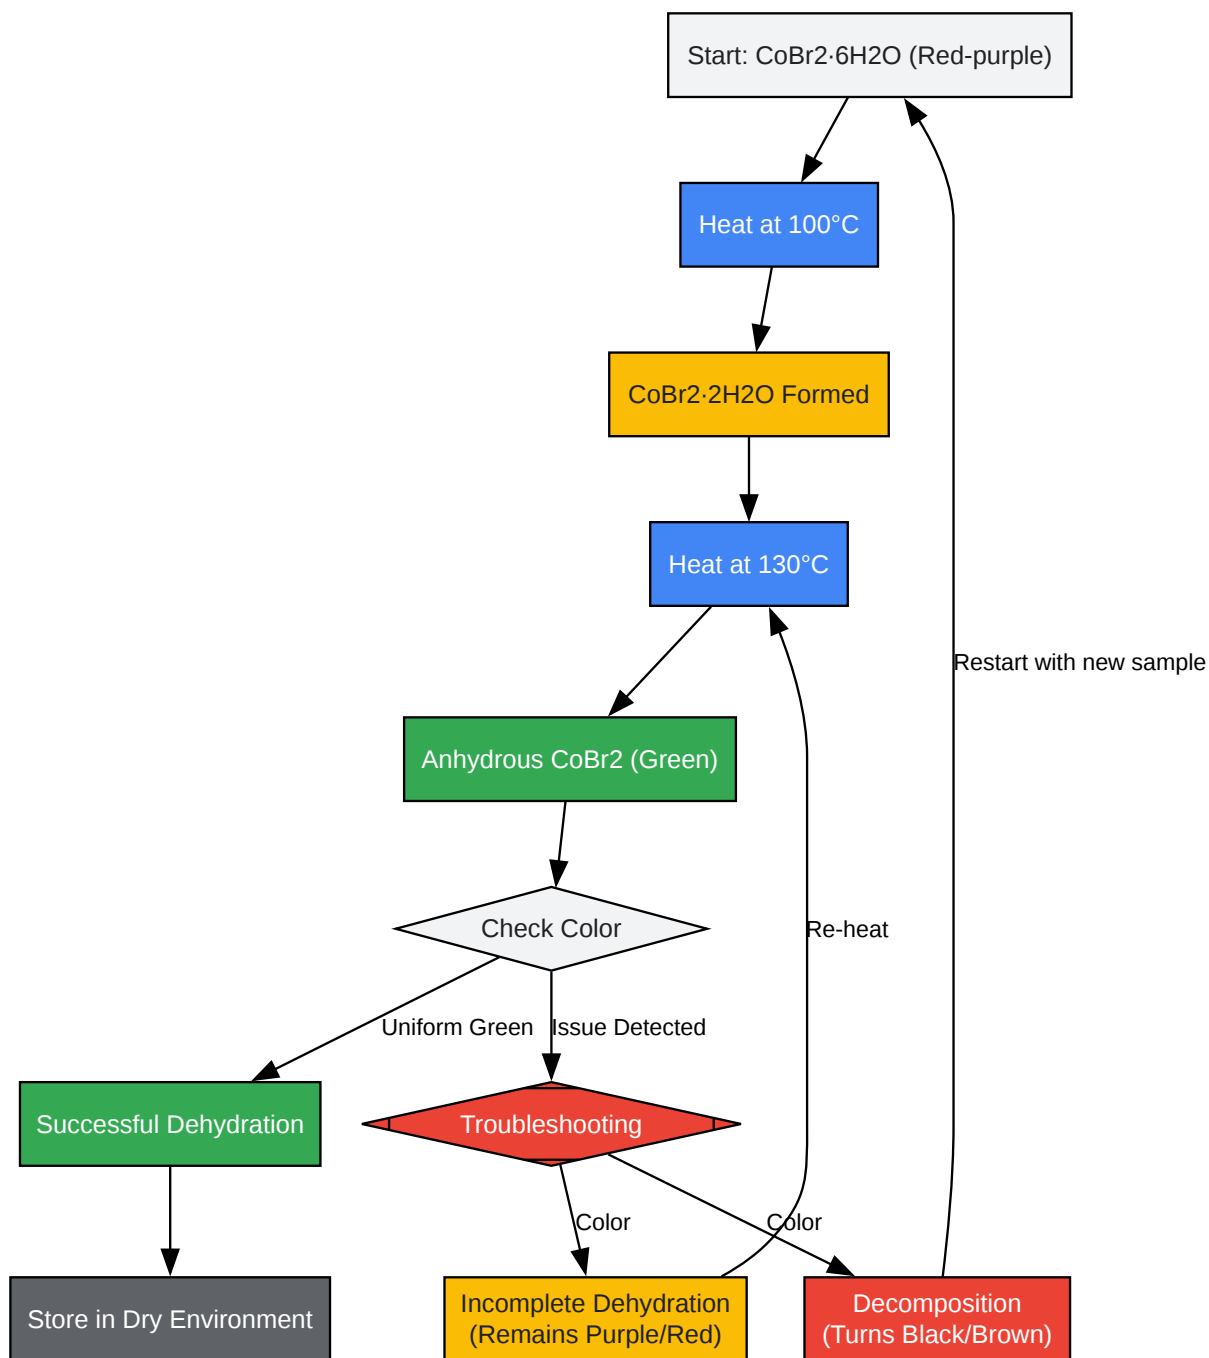 Start: CoBr2·6H2O (Red-purple)
Heat at 100°C
CoBr2·2H2O Formed
Heat at 130°C
Restart with new sample
Anhydrous CoBr2 (Green)
Check Color
Re-heat
Uniform Green
Issue Detected
Successful Dehydration
Troubleshooting
Color
Color
Store in Dry Environment
Incomplete Dehydration
(Remains Purple/Red)
Decomposition
(Turns Black/Brown)